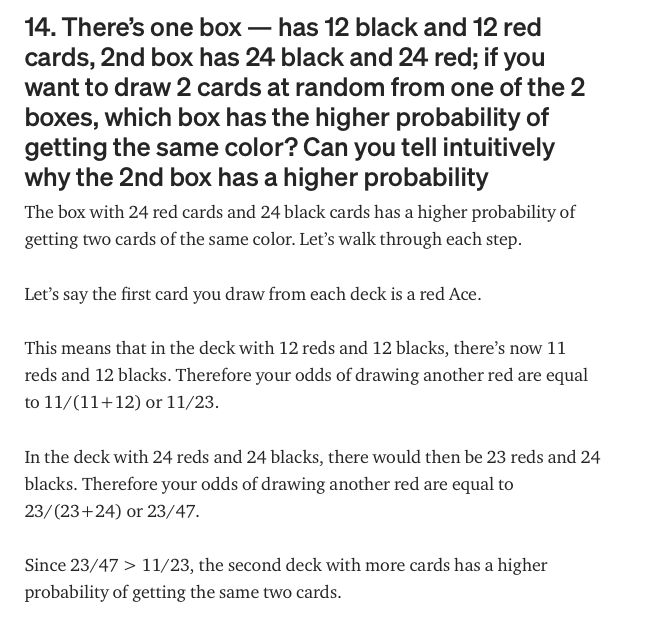 14. There’s one box — has 12 black and 12 red
cards, 2nd box has 24 black and 24 red; if you
want to draw 2 cards at random from one of the 2
boxes, which box has the higher probability of
getting the same color? Can you tell intuitively
why the 2nd box has a higher probability
The box with 24 red cards and 24 black cards has a higher probability of
getting two cards of the same color. Let’s walk through each step.
Let’s say the first card you draw from each deck is a red Ace.
This means that in the deck with 12 reds and 12 blacks, there’s now 11
reds and 12 blacks. Therefore your odds of drawing another red are equal
to 11/(11+12) or 11/23.
In the deck with 24 reds and 24 blacks, there would then be 23 reds and 24
blacks. Therefore your odds of drawing another red are equal to
23/(23+24) or 23/47.
Since 23/47 > 11/23, the second deck with more cards has a higher
probability of getting the same two cards.